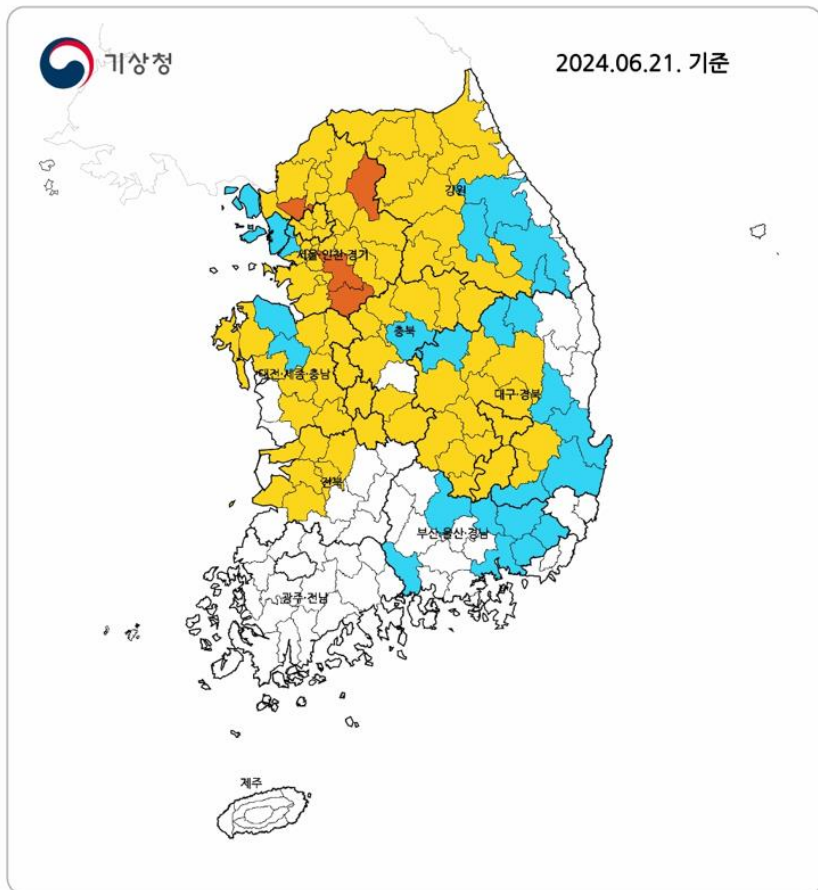 기상청
2024.06.21. 기준
강원
서울·인천·경기
충북
대전·세종·충남
대구·경북
전북
부산·울산·경남
광주·전남
제주